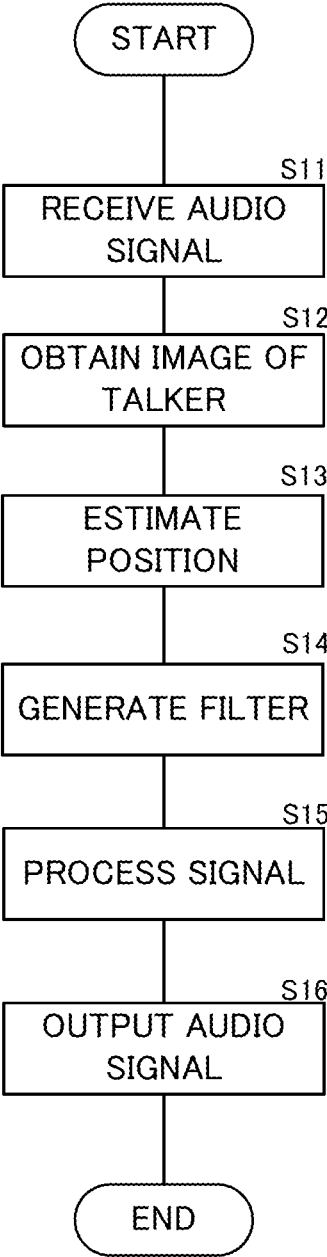 START
S11
RECEIVE AUDIO
SIGNAL
S12
OBTAIN IMAGE OF
TALKER
S13
ESTIMATE
POSITION
S14
GENERATE FILTER
S15
PROCESS SIGNAL
S16
OUTPUT AUDIO
SIGNAL
END